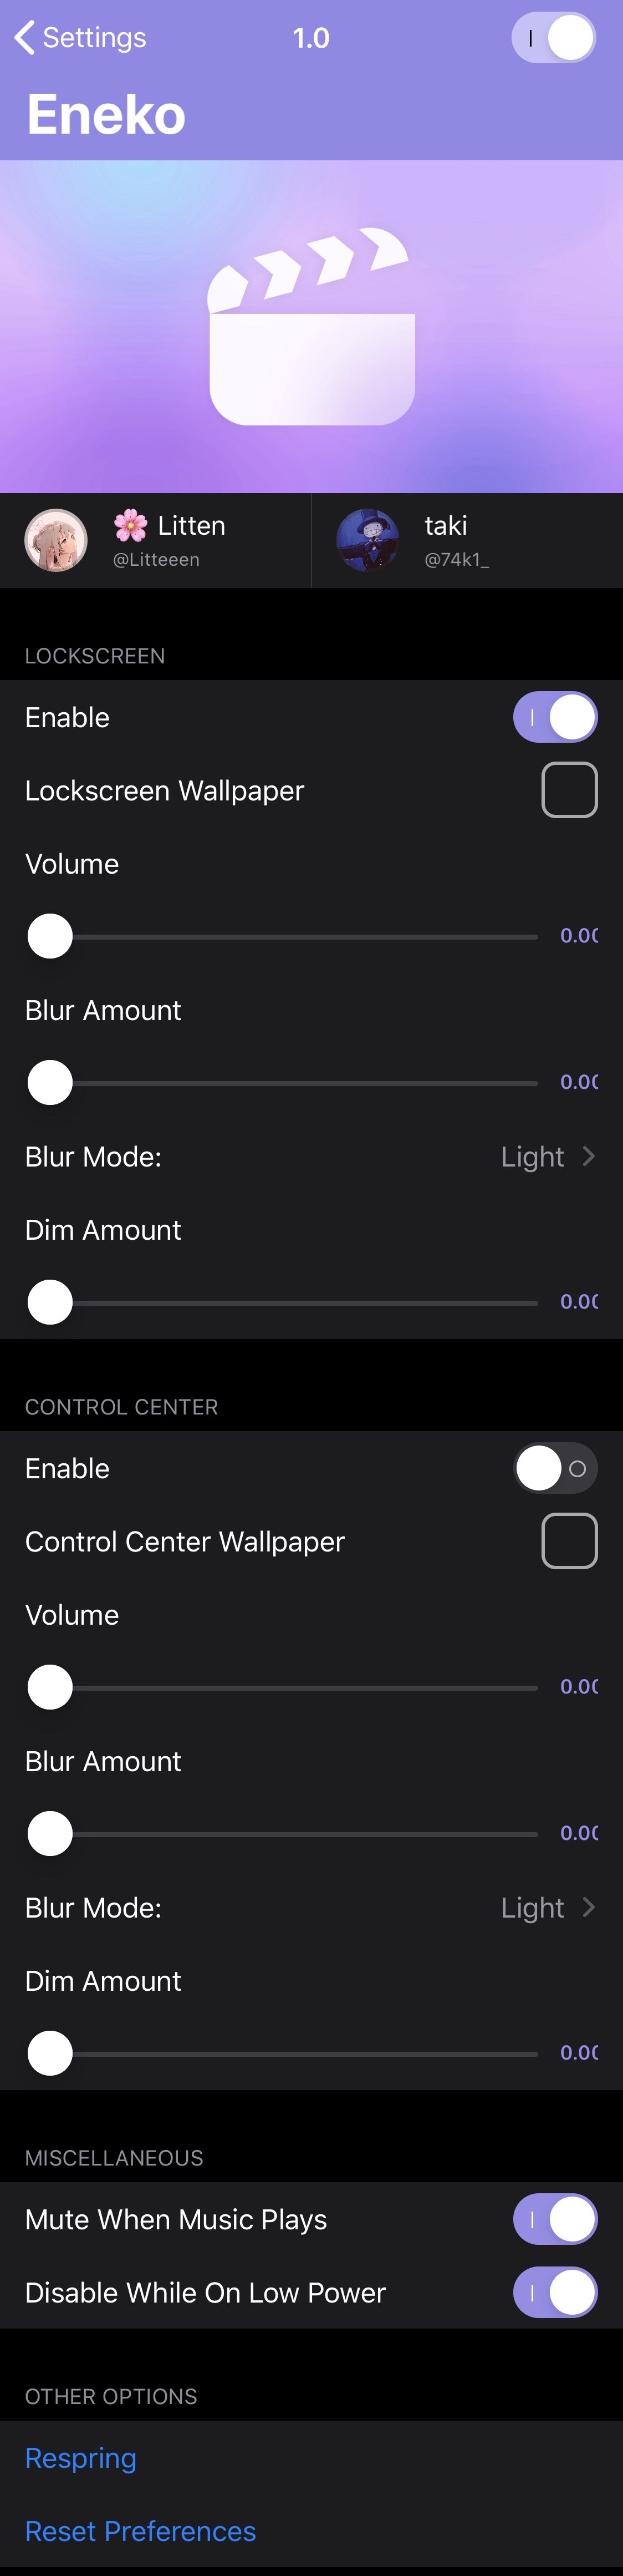 Settings
1.0
Eneko
🌸 Litten
@Litteeen
taki
@74k1_
LOCKSCREEN
Enable
Lockscreen Wallpaper
Volume
0.00
Blur Amount
0.00
Blur Mode:
Light
Dim Amount
0.00
CONTROL CENTER
Enable
Control Center Wallpaper
Volume
0.00
Blur Amount
0.00
Blur Mode:
Light
Dim Amount
0.00
MISCELLANEOUS
Mute When Music Plays
Disable While On Low Power
OTHER OPTIONS
Respring
Reset Preferences